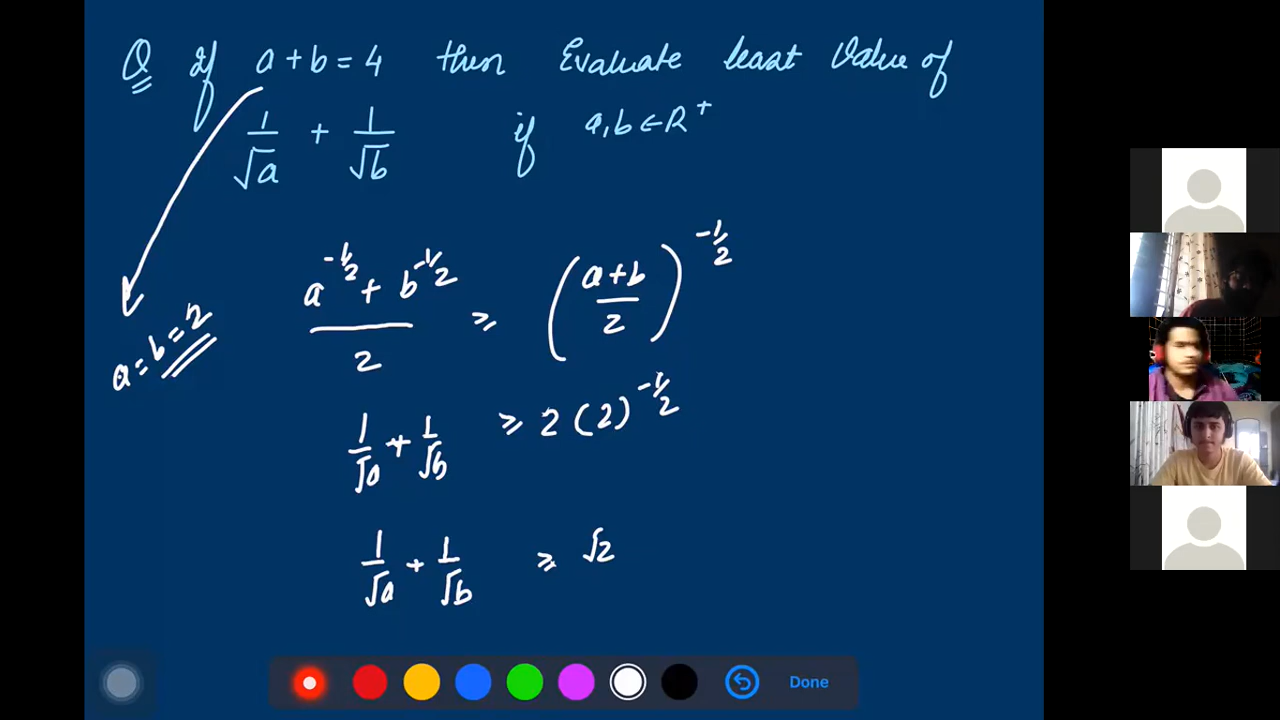 Q If a + b = 4 then Evaluate least Value of
1/√a + 1/√b if a, b ∈ R⁺
(a^(-1/2) + b^(-1/2))/2 ≥ ((a+b)/2)^(-1/2)
a = b = 2
1/√a + 1/√b ≥ 2(2)^(-1/2)
1/√a + 1/√b ≥ √2
Done